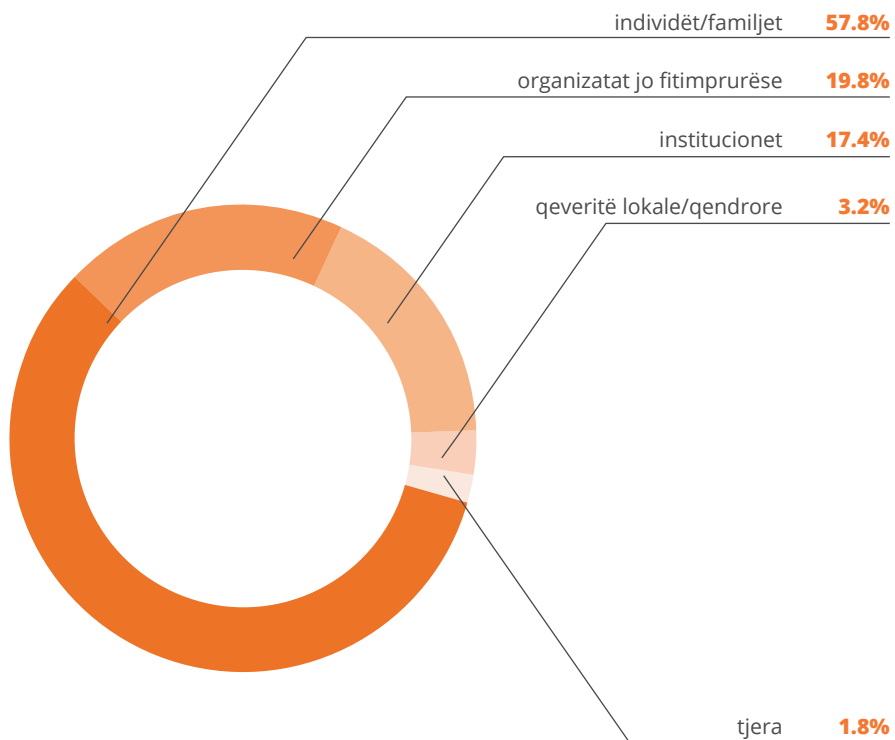 individët/familjet 57.8%
organizatat jo fitimprurëse 19.8%
institucionet 17.4%
qeveritë lokale/qendrore 3.2%
tjera 1.8%